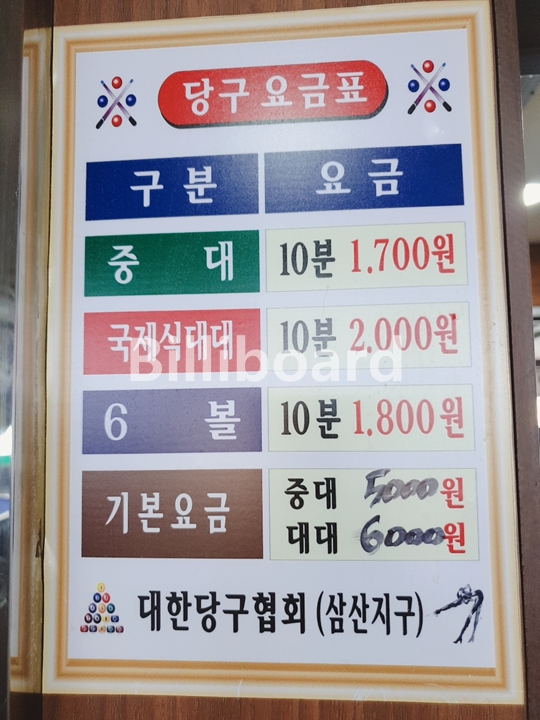 당구요금표
구분 요금
중 대 10분 1.700원
국제식대대 10분 2.000원
Billiboard
6 볼 10분 1.800원
기본요금 중대 5000원
대대 6000원
대한당구협회 (삼산지구)